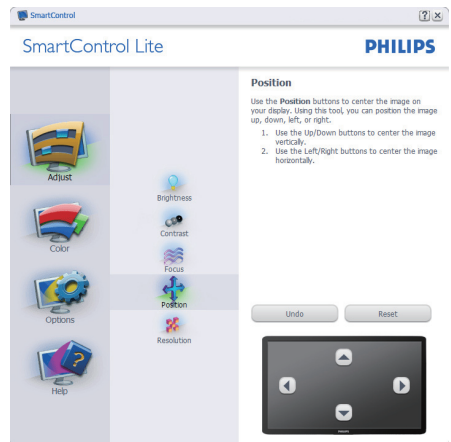 SmartControl
SmartControl Lite
PHILIPS
Adjust
Color
Options
Help
Brightness
Contrast
Focus
Position
Resolution
Position
Use the Position buttons to center the image on
your display. Using this tool, you can position the image
up, down, left, or right.
1. Use the Up/Down buttons to center the image
vertically.
2. Use the Left/Right buttons to center the image
horizontally.
Undo
Reset
PHILIPS